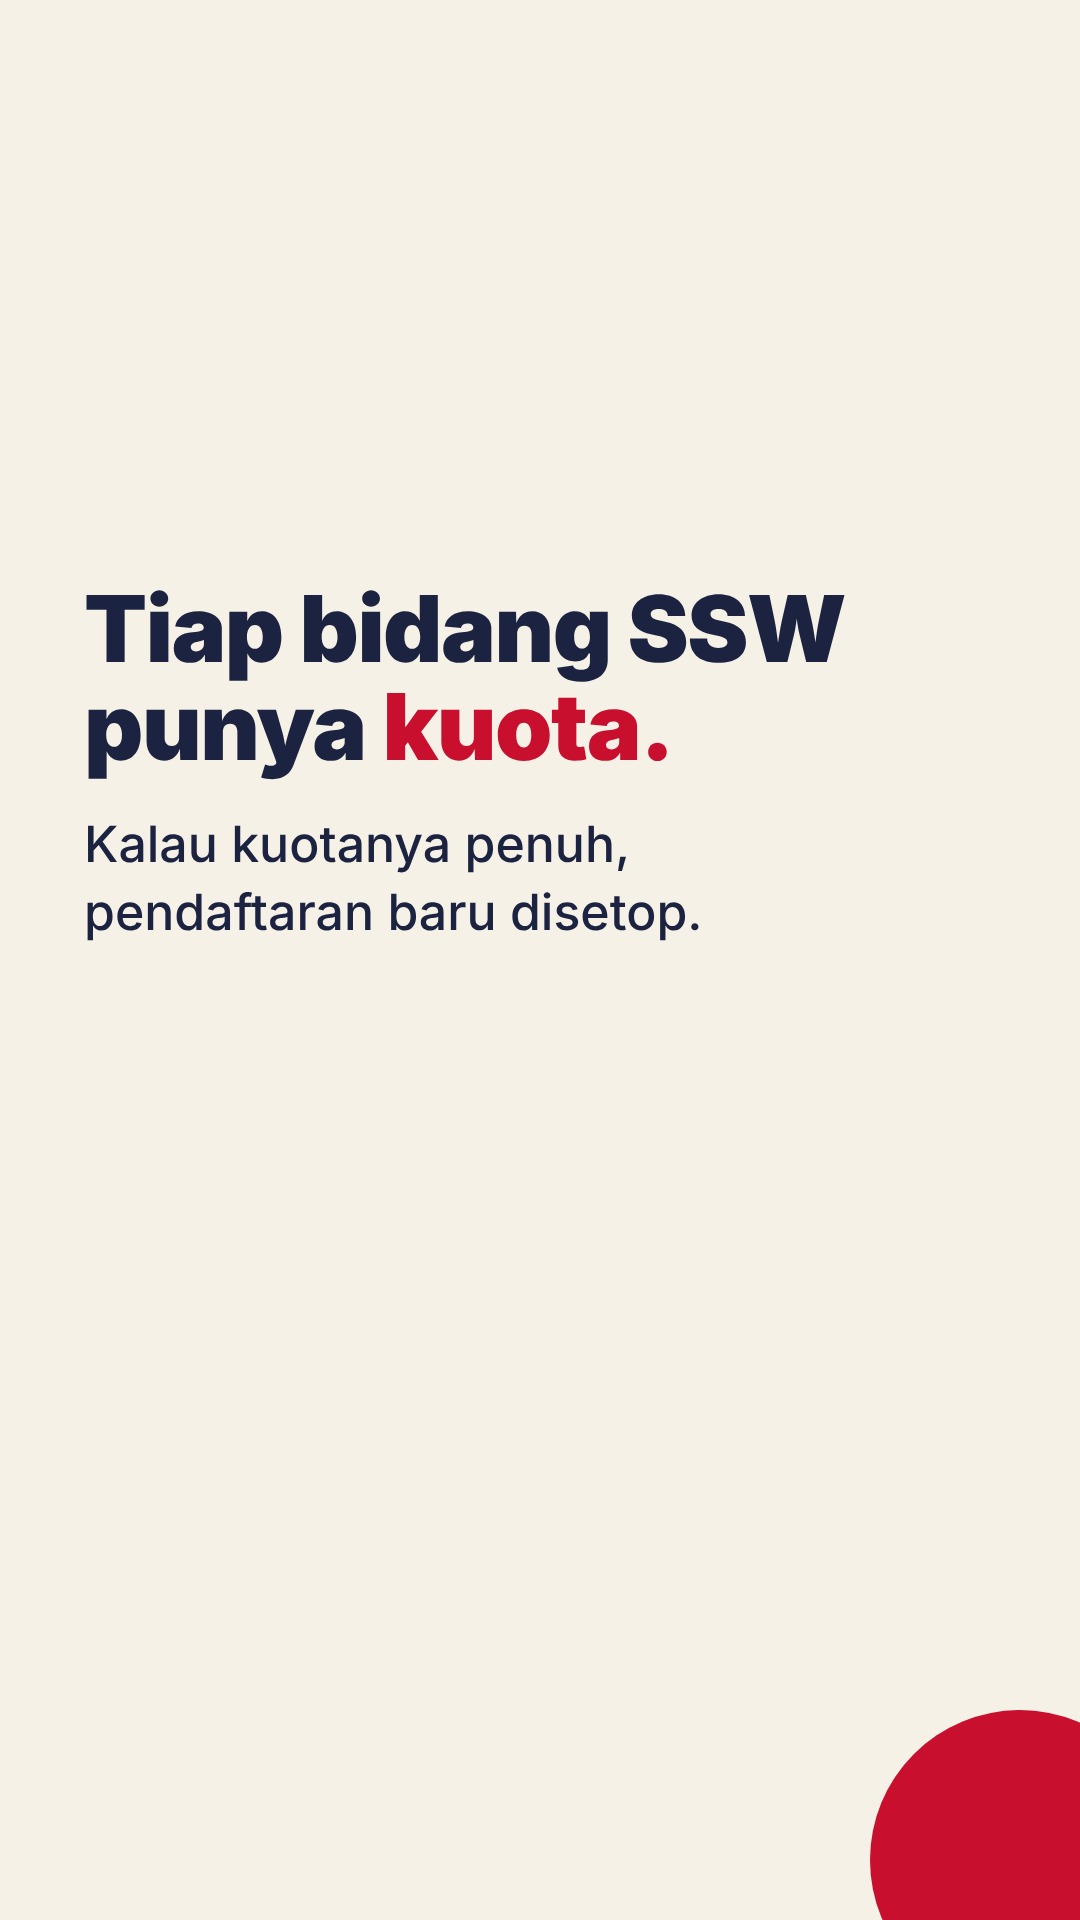 Tiap bidang SSW
punya kuota.
Kalau kuotanya penuh,
pendaftaran baru disetop.